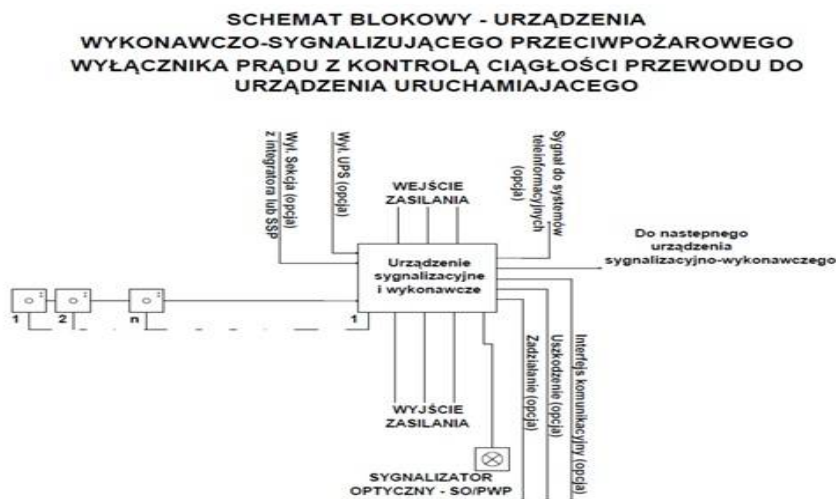 SCHEMAT BLOKOWY - URZĄDZENIA
WYKONAWCZO-SYGNALIZUJĄCEGO PRZECIWPOŻAROWEGO
WYŁĄCZNIKA PRĄDU Z KONTROLĄ CIĄGŁOŚCI PRZEWODU DO
URZĄDZENIA URUCHAMIAJACEGO
Wył. Sekcja (opcja)
z integratora lub SSP
Wył. UPS (opcja)
WEJŚCIE
ZASILANIA
Sygnał do systemów
teleinformacyjnych
(opcja)
Do nastepnego
urządzenia
sygnalizacyjno-wykonawczego
Urządzenie
sygnalizacyjne
i wykonawcze
1
2
n
1
WYJŚCIE
ZASILANIA
Zadziałanie (opcja)
Uszkodzenie (opcja)
Interfejs komunikacyjny (opcja)
SYGNALIZATOR
OPTYCZNY - SO/PWP